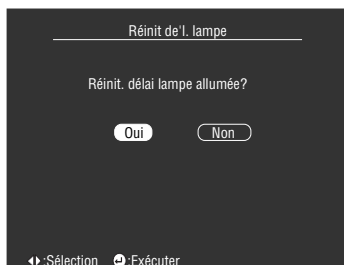 Réinit de'l. lampe
Réinit. délai lampe allumée?
Oui Non
:Sélection :Exécuter